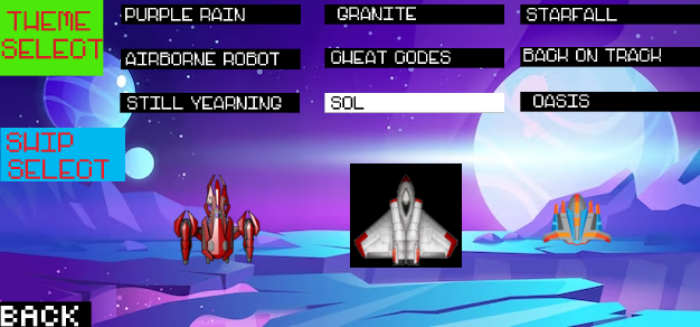 THEME
SELECT
PURPLE RAIN
GRANITE
STARFALL
AIRBORNE ROBOT
CHEAT CODES
BACK ON TRACK
STILL YEARNING
SOL
OASIS
SHIP
SELECT
BACK